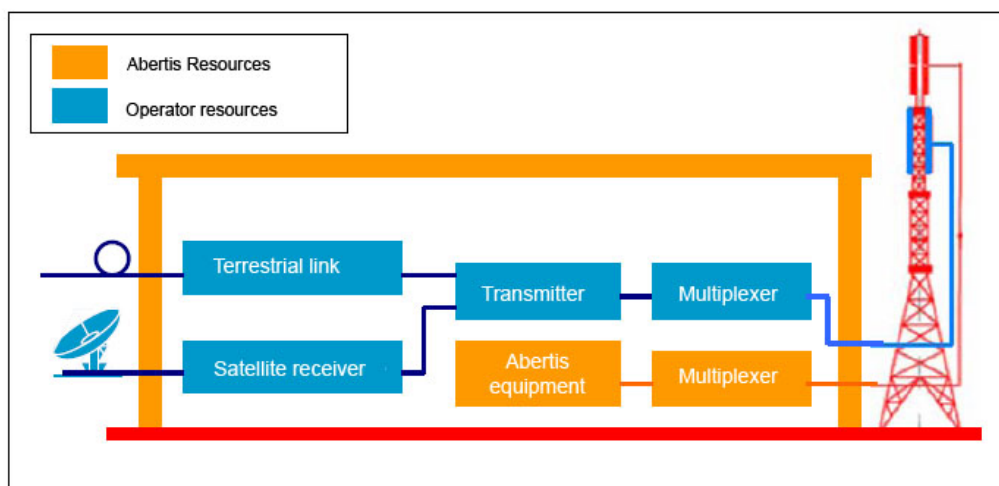 Abertis Resources
Operator resources
Terrestrial link
Transmitter
Multiplexer
Satellite receiver
Abertis
equipment
Multiplexer